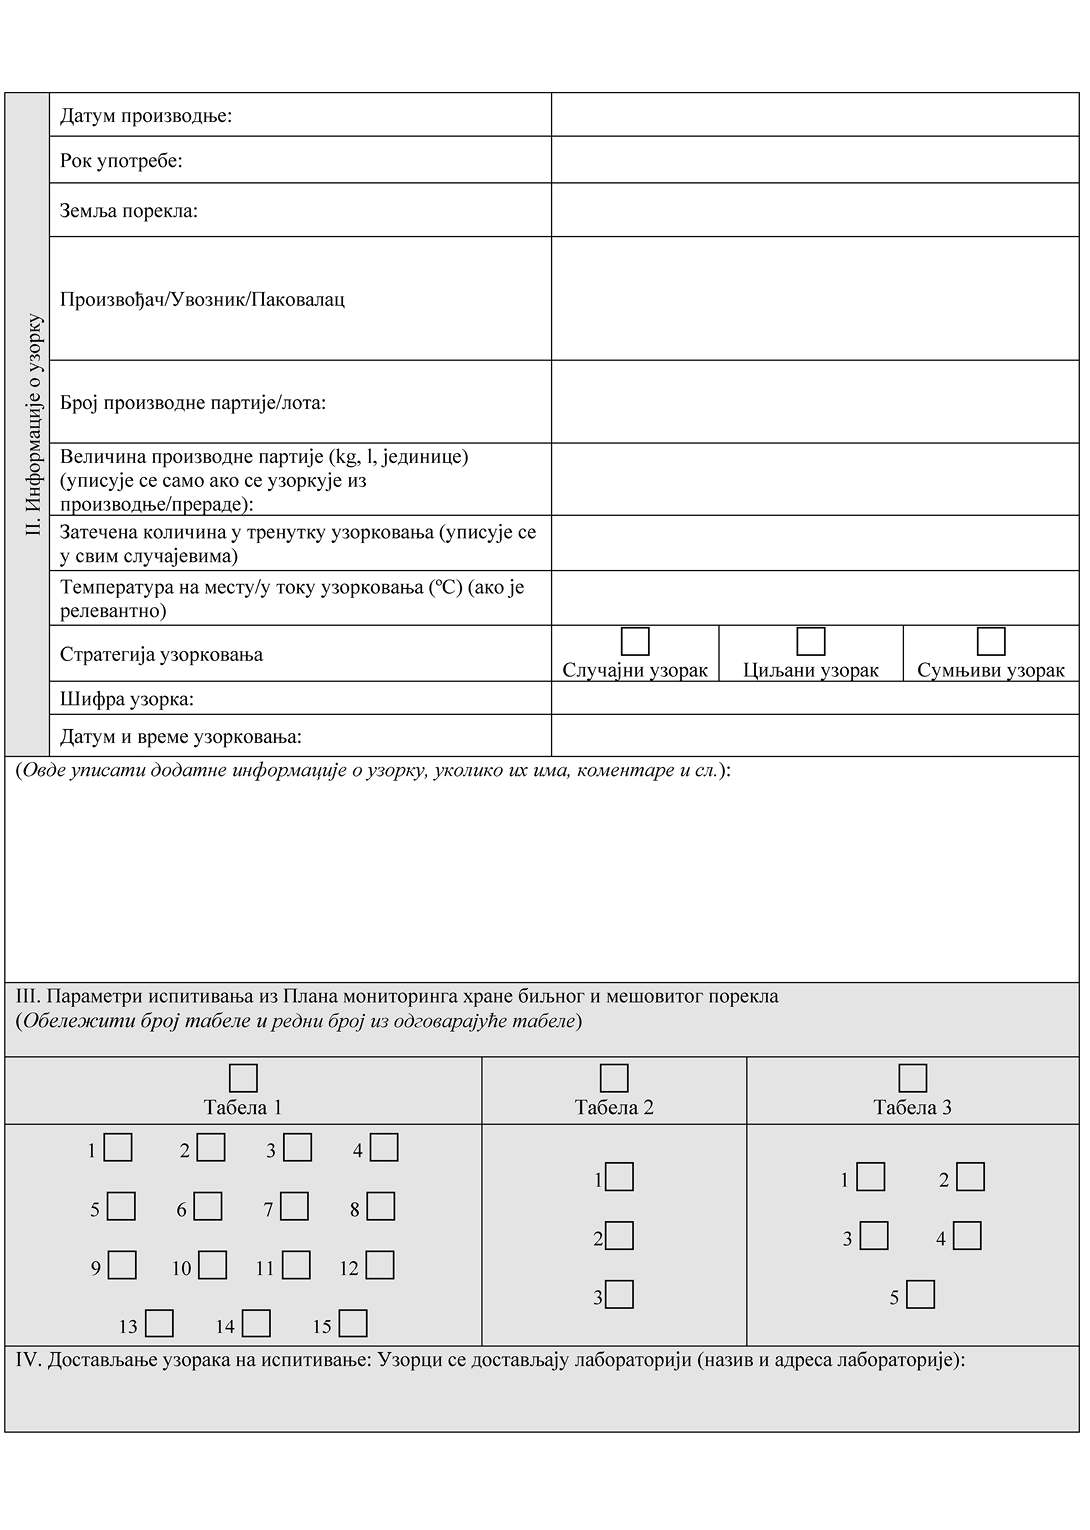 II. Информације о узорку
Датум производње:
Рок употребе:
Земља порекла:
Произвођач/Увозник/Паковалац
Број производне партије/лота:
Величина производне партије (kg, l, јединице)
(уписује се само ако се узоркује из
производње/прераде):
Затечена количина у тренутку узорковања (уписује се
у свим случајевима)
Температура на месту/у току узорковања (ºС) (ако је
релевантно)
Стратегија узорковања
Случајни узорак Циљани узорак Сумњиви узорак
Шифра узорка:
Датум и време узорковања:
(Овде уписати додатне информације о узорку, уколико их има, коментаре и сл.):
III. Параметри испитивања из Плана мониторинга хране биљног и мешовитог порекла
(Обележити број табеле и редни број из одговарајуће табеле)
Табела 1 Табела 2 Табела 3
1 2 3 4
5 6 7 8
9 10 11 12
13 14 15
1
2
3
1 2
3 4
5
IV. Достављање узорака на испитивање: Узорци се достављају лабораторији (назив и адреса лабораторије):